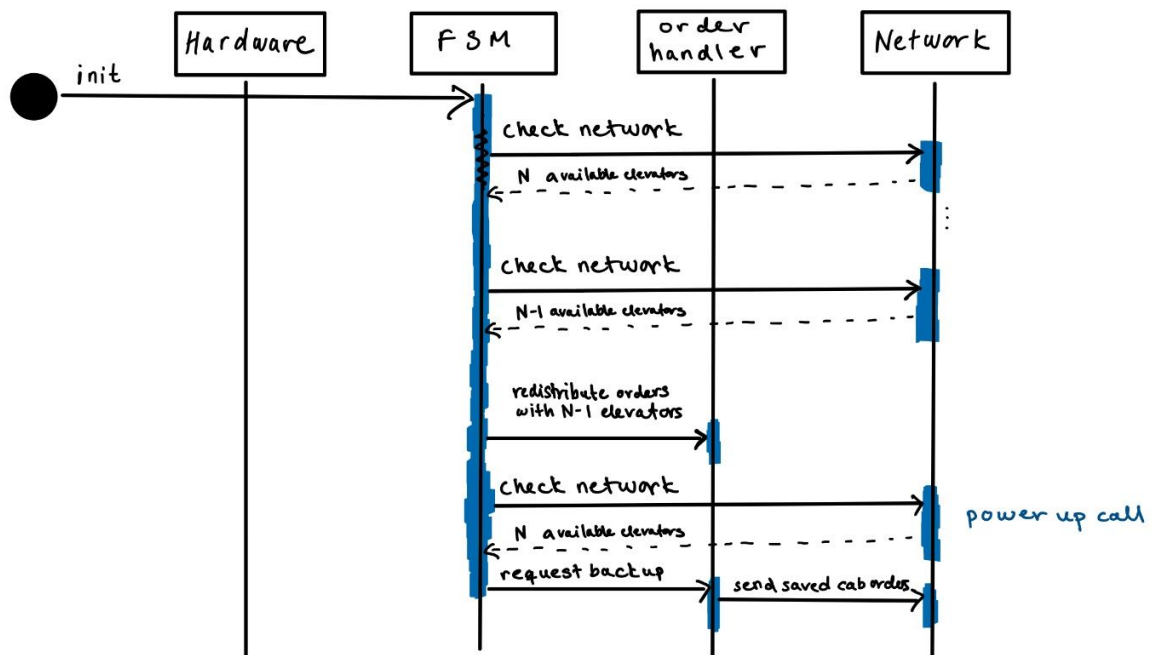 Hardware
FSM
order
handler
Network
init
check network
N available elevators
check network
N-1 available elevators
redistribute orders
with N-1 elevators
check network
power up call
N available elevators
request backup
send saved cab orders